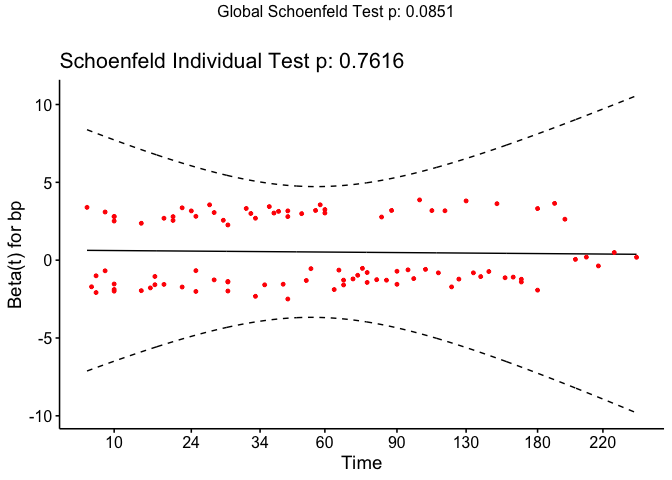 Global Schoenfeld Test p: 0.0851
Schoenfeld Individual Test p: 0.7616
10
5
0
-5
-10
Beta(t) for bp
10 24 34 60 90 130 180 220
Time